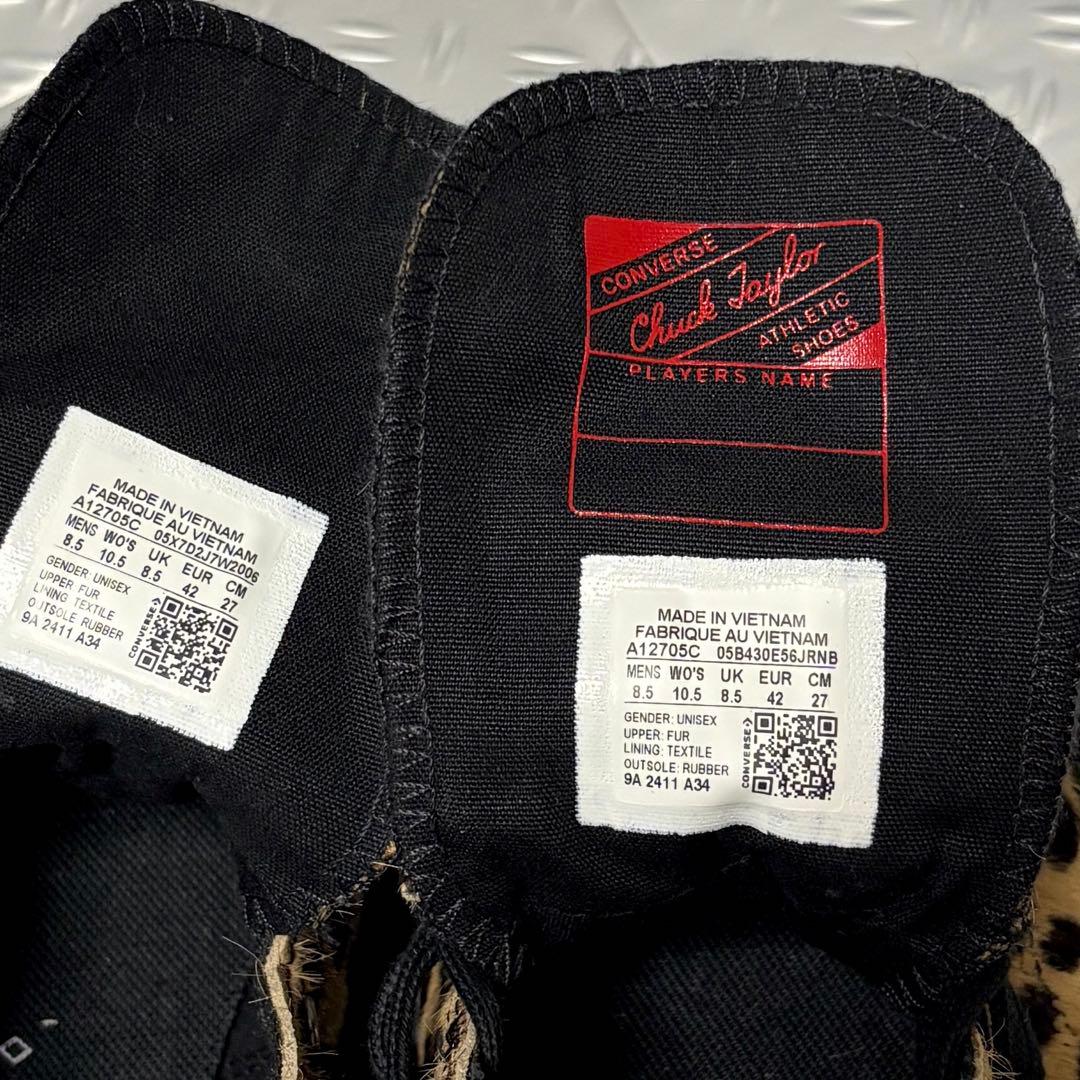 MADE IN VIETNAM
FABRIQUE AU VIETNAM
A12705C 05X7D2J7W2006
MENS WO'S UK EUR CM
8.5 10.5 8.5 42 27
GENDER: UNISEX
UPPER: FUR
LINING: TEXTILE
OUTSOLE: RUBBER
9A 2411 A34
CONVERSE
CONVERSE
Chuck Taylor
ATHLETIC
SHOES
PLAYERS NAME
MADE IN VIETNAM
FABRIQUE AU VIETNAM
A12705C 05B430E56JRNB
MENS WO'S UK EUR CM
8.5 10.5 8.5 42 27
GENDER: UNISEX
UPPER: FUR
LINING: TEXTILE
OUTSOLE: RUBBER
9A 2411 A34
CONVERSE